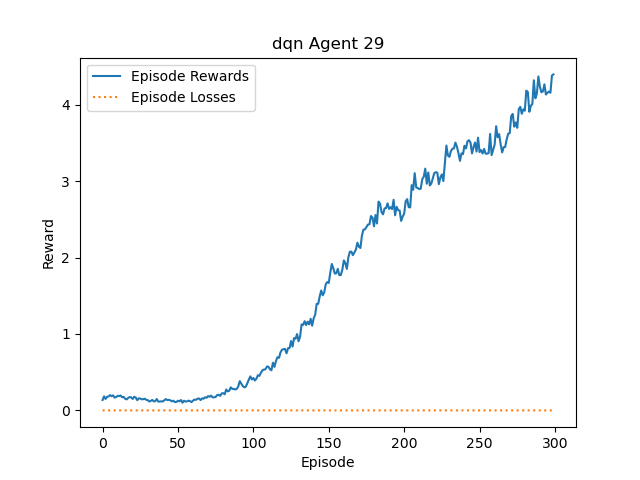 dqn Agent 29
Episode Rewards
Episode Losses
Reward
4
3
2
1
0
0 50 100 150 200 250 300
Episode